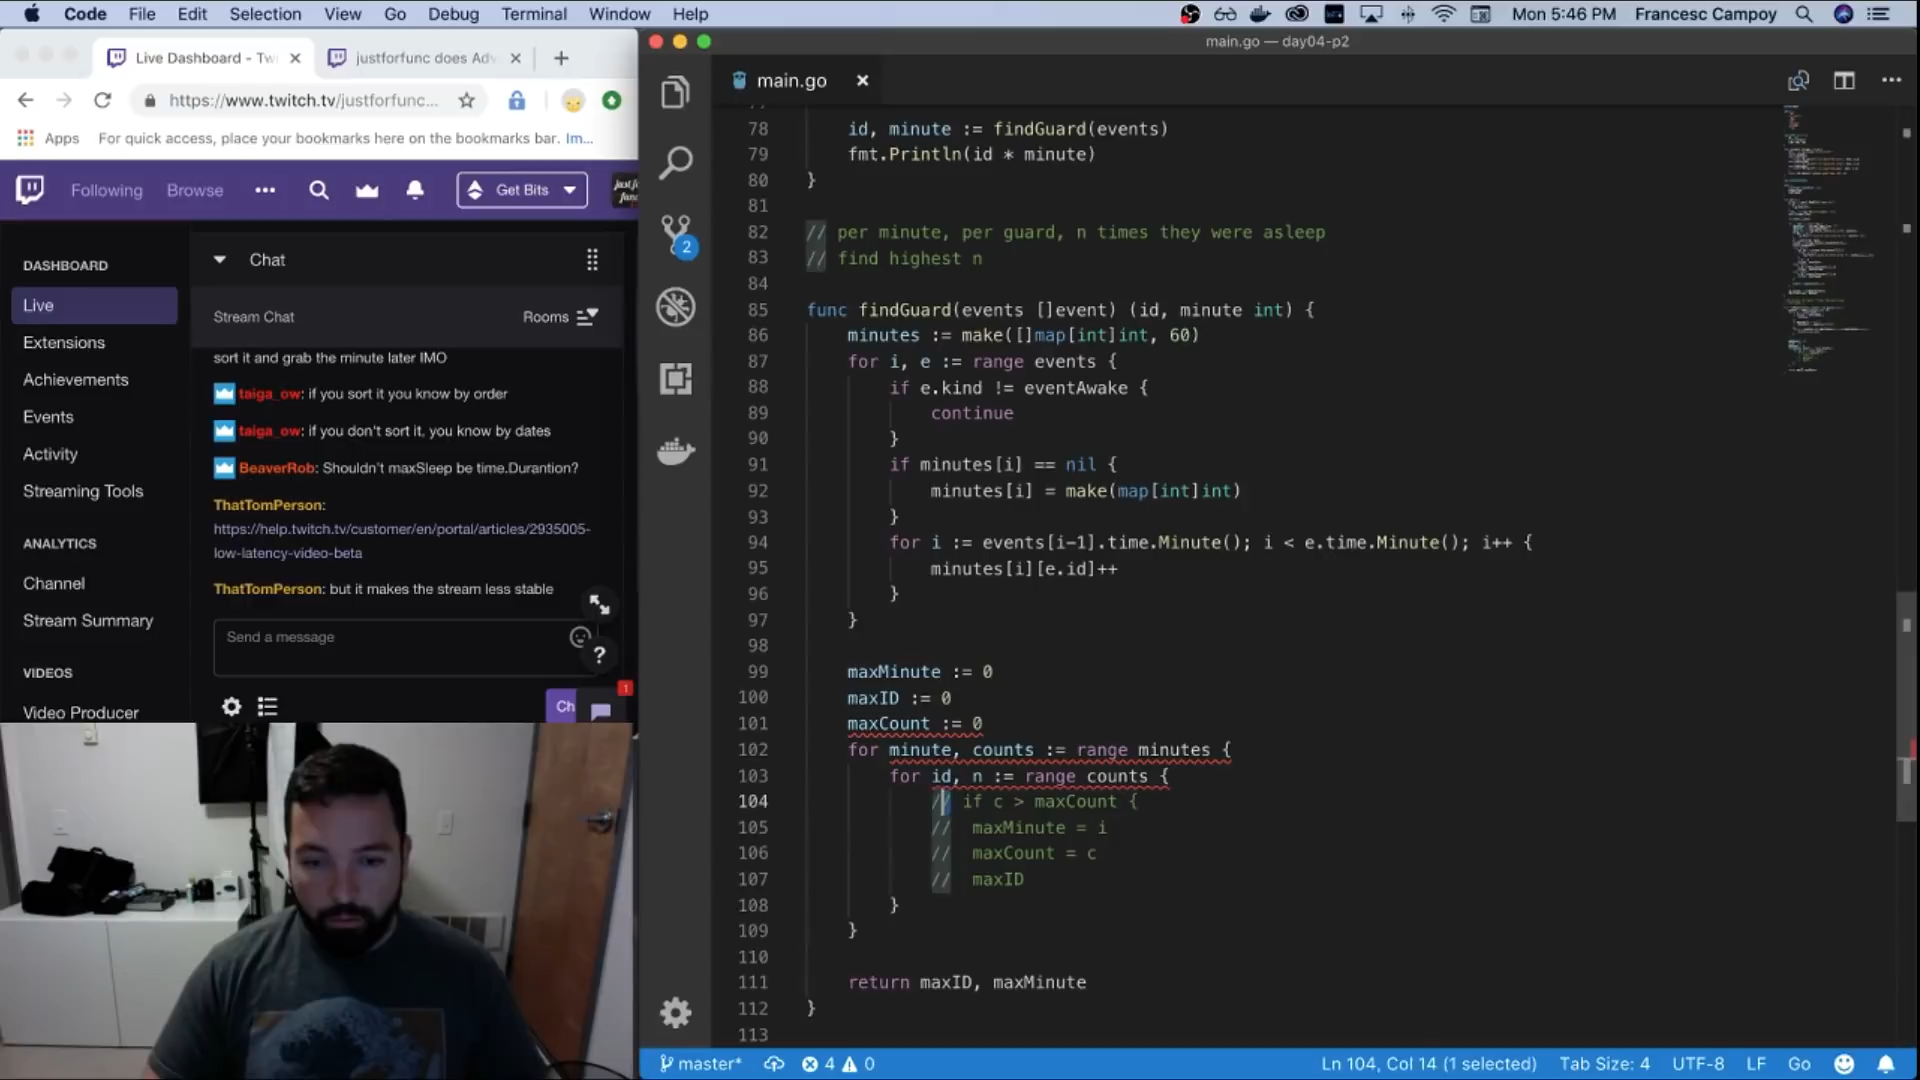 Code File Edit Selection View Go Debug Terminal Window Help
Mon 5:46 PM Francesc Campoy
Live Dashboard - Tw
justforfunc does Adv
https://www.twitch.tv/justforfunc...
Apps For quick access, place your bookmarks here on the bookmarks bar. Im...
Following Browse Get Bits
DASHBOARD
Live
Extensions
Achievements
Events
Activity
Streaming Tools
ANALYTICS
Channel
Stream Summary
VIDEOS
Video Producer
Chat
Stream Chat Rooms
sort it and grab the minute later IMO
taiga_ow: if you sort it you know by order
taiga_ow: if you don't sort it, you know by dates
BeaverRob: Shouldn't maxSleep be time.Durantion?
ThatTomPerson:
https://help.twitch.tv/customer/en/portal/articles/2935005-
low-latency-video-beta
ThatTomPerson: but it makes the stream less stable
Send a message
?
1
Ch
main.go — day04-p2
main.go
2
78 id, minute := findGuard(events)
79 fmt.Println(id * minute)
80 }
81
82 // per minute, per guard, n times they were asleep
83 // find highest n
84
85 func findGuard(events []event) (id, minute int) {
86 minutes := make([]map[int]int, 60)
87 for i, e := range events {
88 if e.kind != eventAwake {
89 continue
90 }
91 if minutes[i] == nil {
92 minutes[i] = make(map[int]int)
93 }
94 for i := events[i-1].time.Minute(); i < e.time.Minute(); i++ {
95 minutes[i][e.id]++
96 }
97 }
98
99 maxMinute := 0
100 maxID := 0
101 maxCount := 0
102 for minute, counts := range minutes {
103 for id, n := range counts {
104 // if c > maxCount {
105 // maxMinute = i
106 // maxCount = c
107 // maxID
108 }
109 }
110
111 return maxID, maxMinute
112 }
113
master* 4 0 Ln 104, Col 14 (1 selected) Tab Size: 4 UTF-8 LF Go